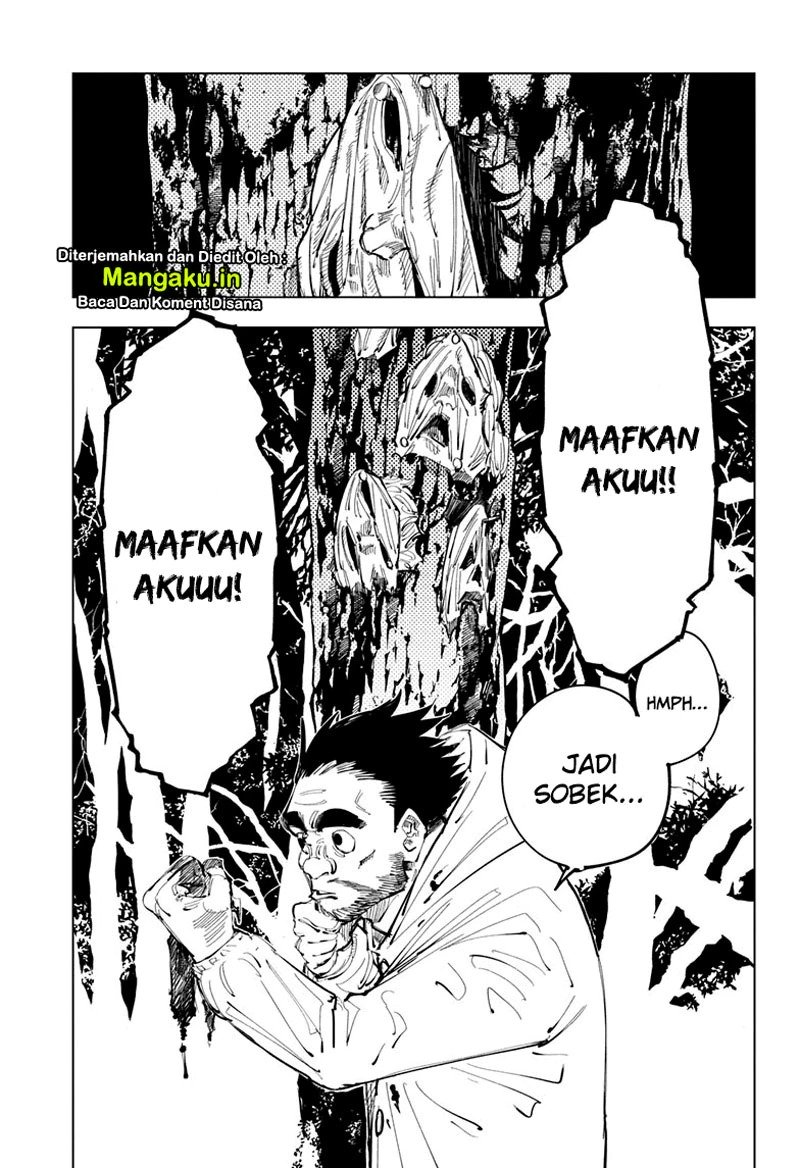 Diterjemahkan dan Diedit Oleh :
Mangaku.in
Baca Dan Koment Disana
MAAFKAN
AKUU!!
MAAFKAN
AKUUU!
HMPH...
JADI
SOBEK...